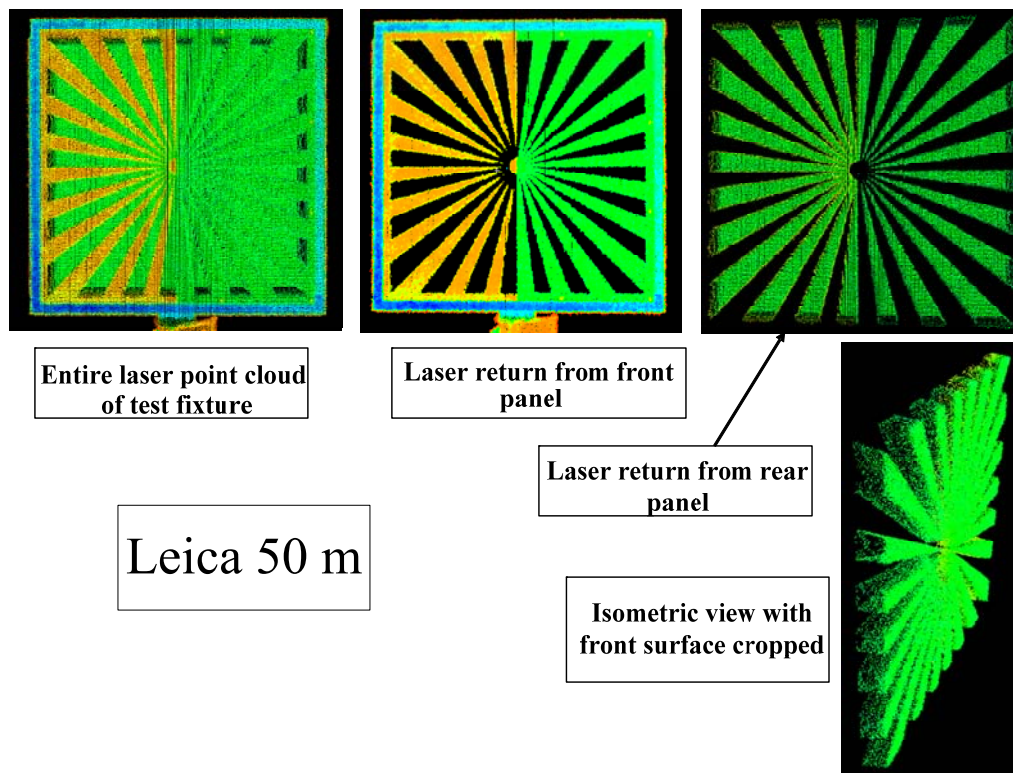 Entire laser point cloud
of test fixture
Laser return from front
panel
Laser return from rear
panel
Leica 50 m
Isometric view with
front surface cropped